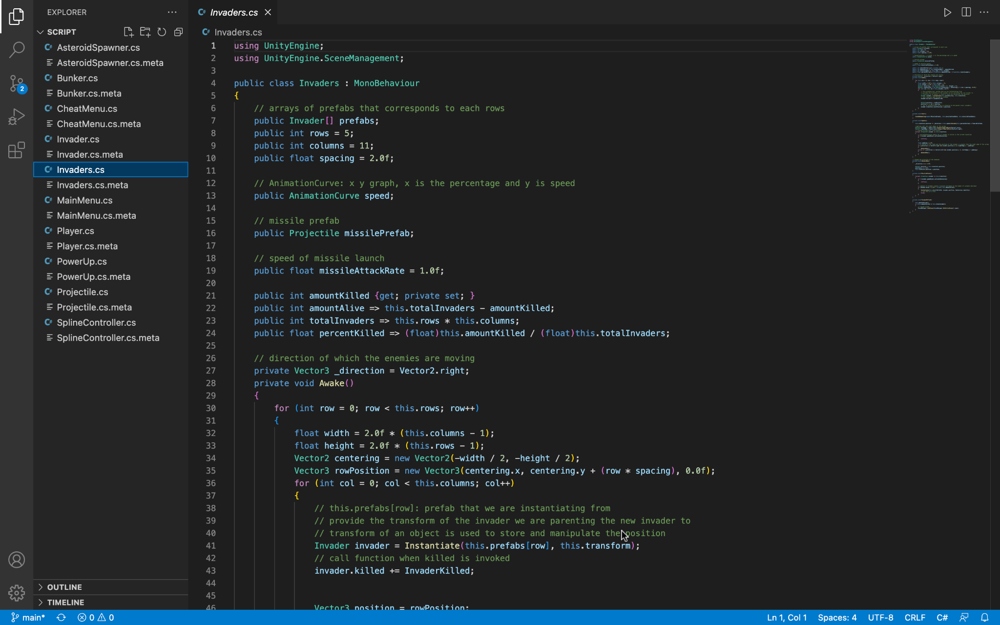 EXPLORER
SCRIPT
AsteroidSpawner.cs
AsteroidSpawner.cs.meta
Bunker.cs
Bunker.cs.meta
CheatMenu.cs
CheatMenu.cs.meta
Invader.cs
Invader.cs.meta
Invaders.cs
Invaders.cs.meta
MainMenu.cs
MainMenu.cs.meta
Player.cs
Player.cs.meta
PowerUp.cs
PowerUp.cs.meta
Projectile.cs
Projectile.cs.meta
SplineController.cs
SplineController.cs.meta
OUTLINE
TIMELINE
2
Invaders.cs
Invaders.cs
1 using UnityEngine;
2 using UnityEngine.SceneManagement;
3
4 public class Invaders : MonoBehaviour
5 {
6 // arrays of prefabs that corresponds to each rows
7 public Invader[] prefabs;
8 public int rows = 5;
9 public int columns = 11;
10 public float spacing = 2.0f;
11
12 // AnimationCurve: x y graph, x is the percentage and y is speed
13 public AnimationCurve speed;
14
15 // missile prefab
16 public Projectile missilePrefab;
17
18 // speed of missile launch
19 public float missileAttackRate = 1.0f;
20
21 public int amountKilled {get; private set; }
22 public int amountAlive => this.totalInvaders - amountKilled;
23 public int totalInvaders => this.rows * this.columns;
24 public float percentKilled => (float)this.amountKilled / (float)this.totalInvaders;
25
26 // direction of which the enemies are moving
27 private Vector3 _direction = Vector2.right;
28 private void Awake()
29 {
30 for (int row = 0; row < this.rows; row++)
31 {
32 float width = 2.0f * (this.columns - 1);
33 float height = 2.0f * (this.rows - 1);
34 Vector2 centering = new Vector2(-width / 2, -height / 2);
35 Vector3 rowPosition = new Vector3(centering.x, centering.y + (row * spacing), 0.0f);
36 for (int col = 0; col < this.columns; col++)
37 {
38 // this.prefabs[row]: prefab that we are instantiating from
39 // provide the transform of the invader we are parenting the new invader to
40 // transform of an object is used to store and manipulate the position
41 Invader invader = Instantiate(this.prefabs[row], this.transform);
42 // call function when killed is invoked
43 invader.killed += InvaderKilled;
44
45
46 Vector3 position = rowPosition;
main* 0 0 Ln 1, Col 1 Spaces: 4 UTF-8 CRLF C#